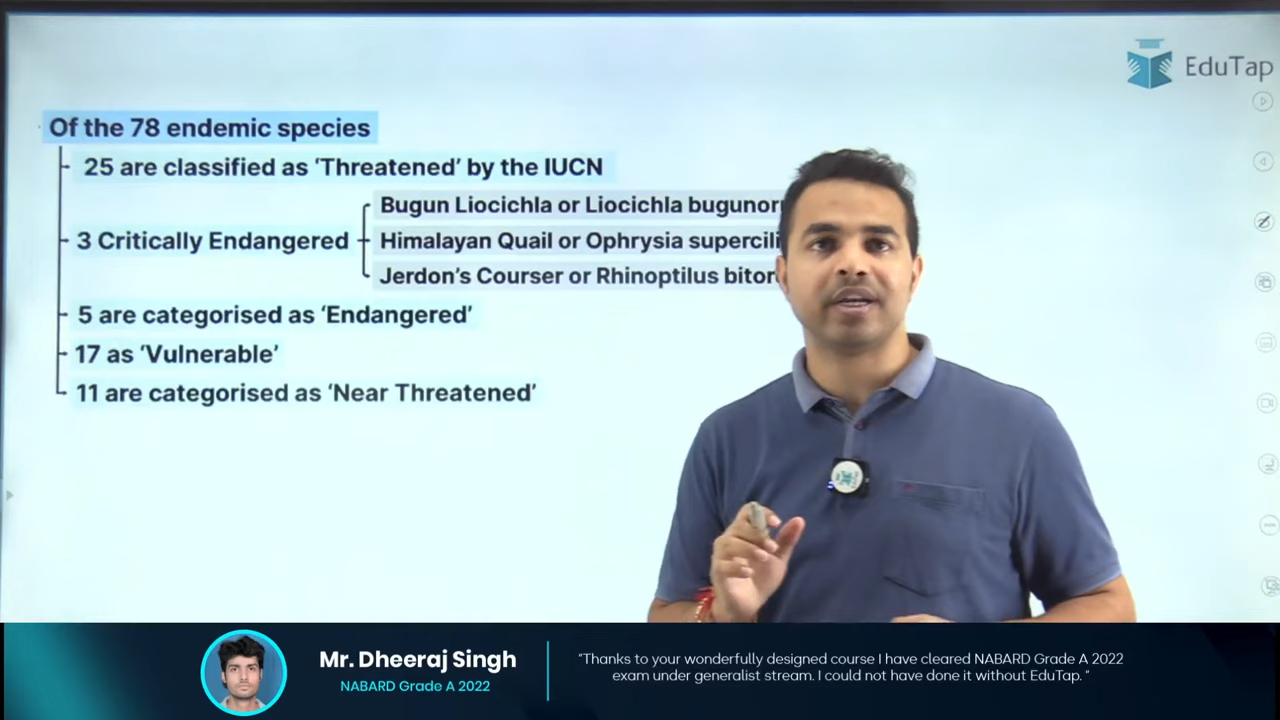 EduTap
Of the 78 endemic species
25 are classified as ‘Threatened’ by the IUCN
3 Critically Endangered
Bugun Liocichla or Liocichla
Himalayan Quail or Ophrysia
Jerdon’s Courser or Rhinoptilus
5 are categorised as ‘Endangered’
17 as ‘Vulnerable’
11 are categorised as ‘Near Threatened’
Mr. Dheeraj Singh
NABARD Grade A 2022
“Thanks to your wonderfully designed course I have cleared NABARD Grade A 2022
exam under generalist stream. I could not have done it without EduTap. ”